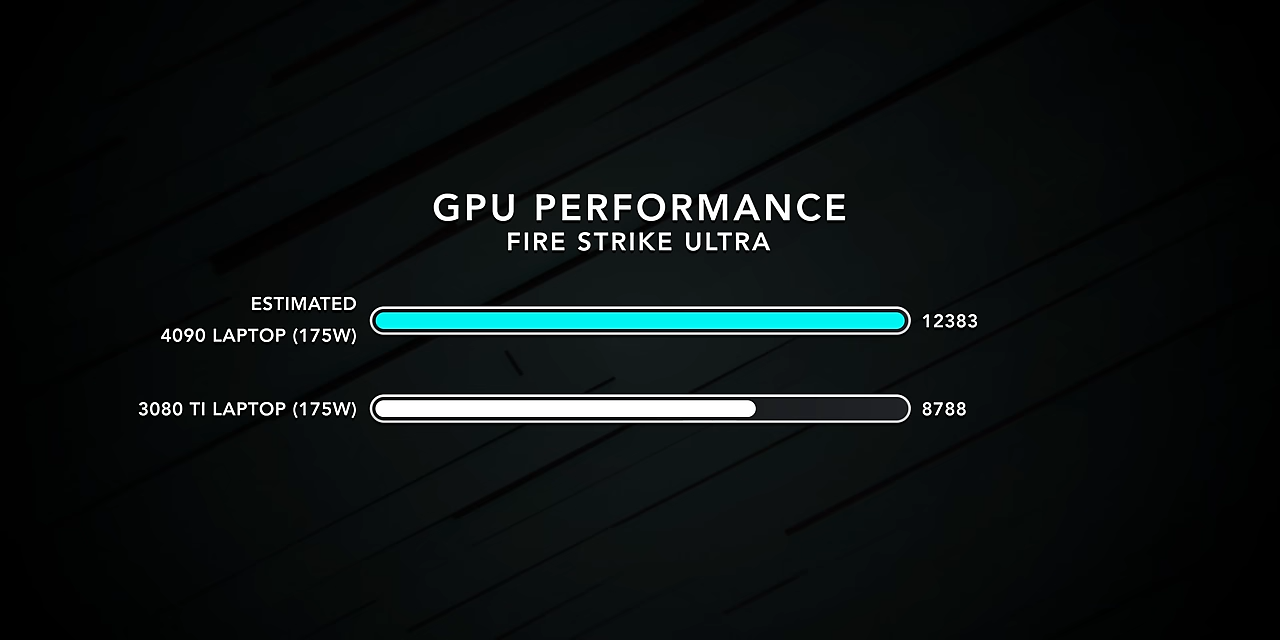 GPU PERFORMANCE
FIRE STRIKE ULTRA
ESTIMATED
4090 LAPTOP (175W)
12383
3080 TI LAPTOP (175W)
8788